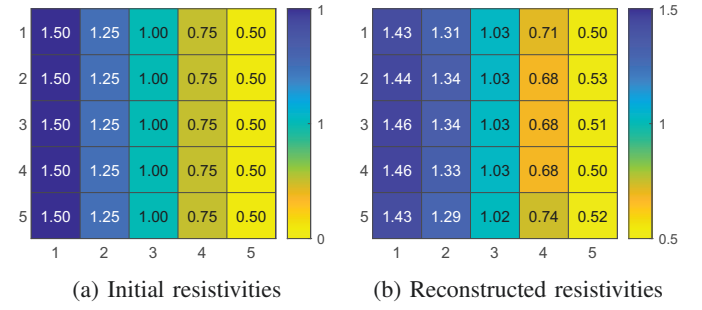 1 1.50 1.25 1.00 0.75 0.50
2 1.50 1.25 1.00 0.75 0.50
3 1.50 1.25 1.00 0.75 0.50
4 1.50 1.25 1.00 0.75 0.50
5 1.50 1.25 1.00 0.75 0.50
1 2 3 4 5
1
1
0
(a) Initial resistivities
1 1.43 1.31 1.03 0.71 0.50
2 1.44 1.34 1.03 0.68 0.53
3 1.46 1.34 1.03 0.68 0.51
4 1.46 1.33 1.03 0.68 0.50
5 1.43 1.29 1.02 0.74 0.52
1 2 3 4 5
1.5
1
0.5
(b) Reconstructed resistivities